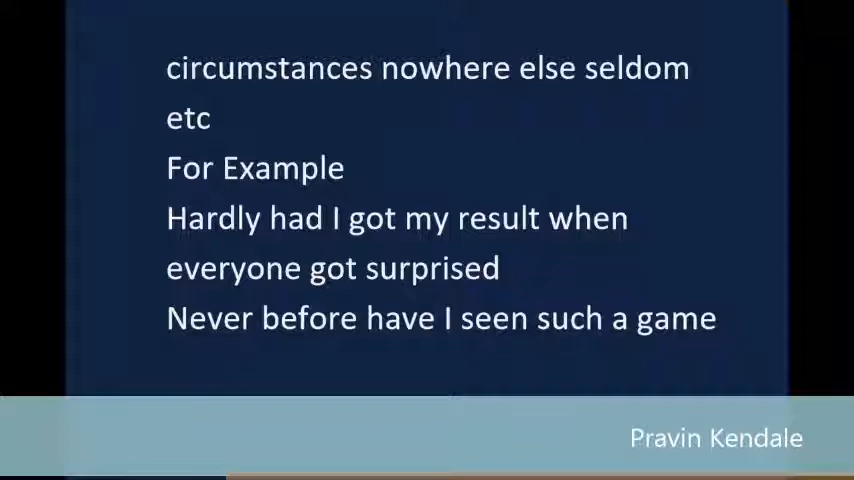 circumstances nowhere else seldom
etc
For Example
Hardly had I got my result when
everyone got surprised
Never before have I seen such a game
Pravin Kendale